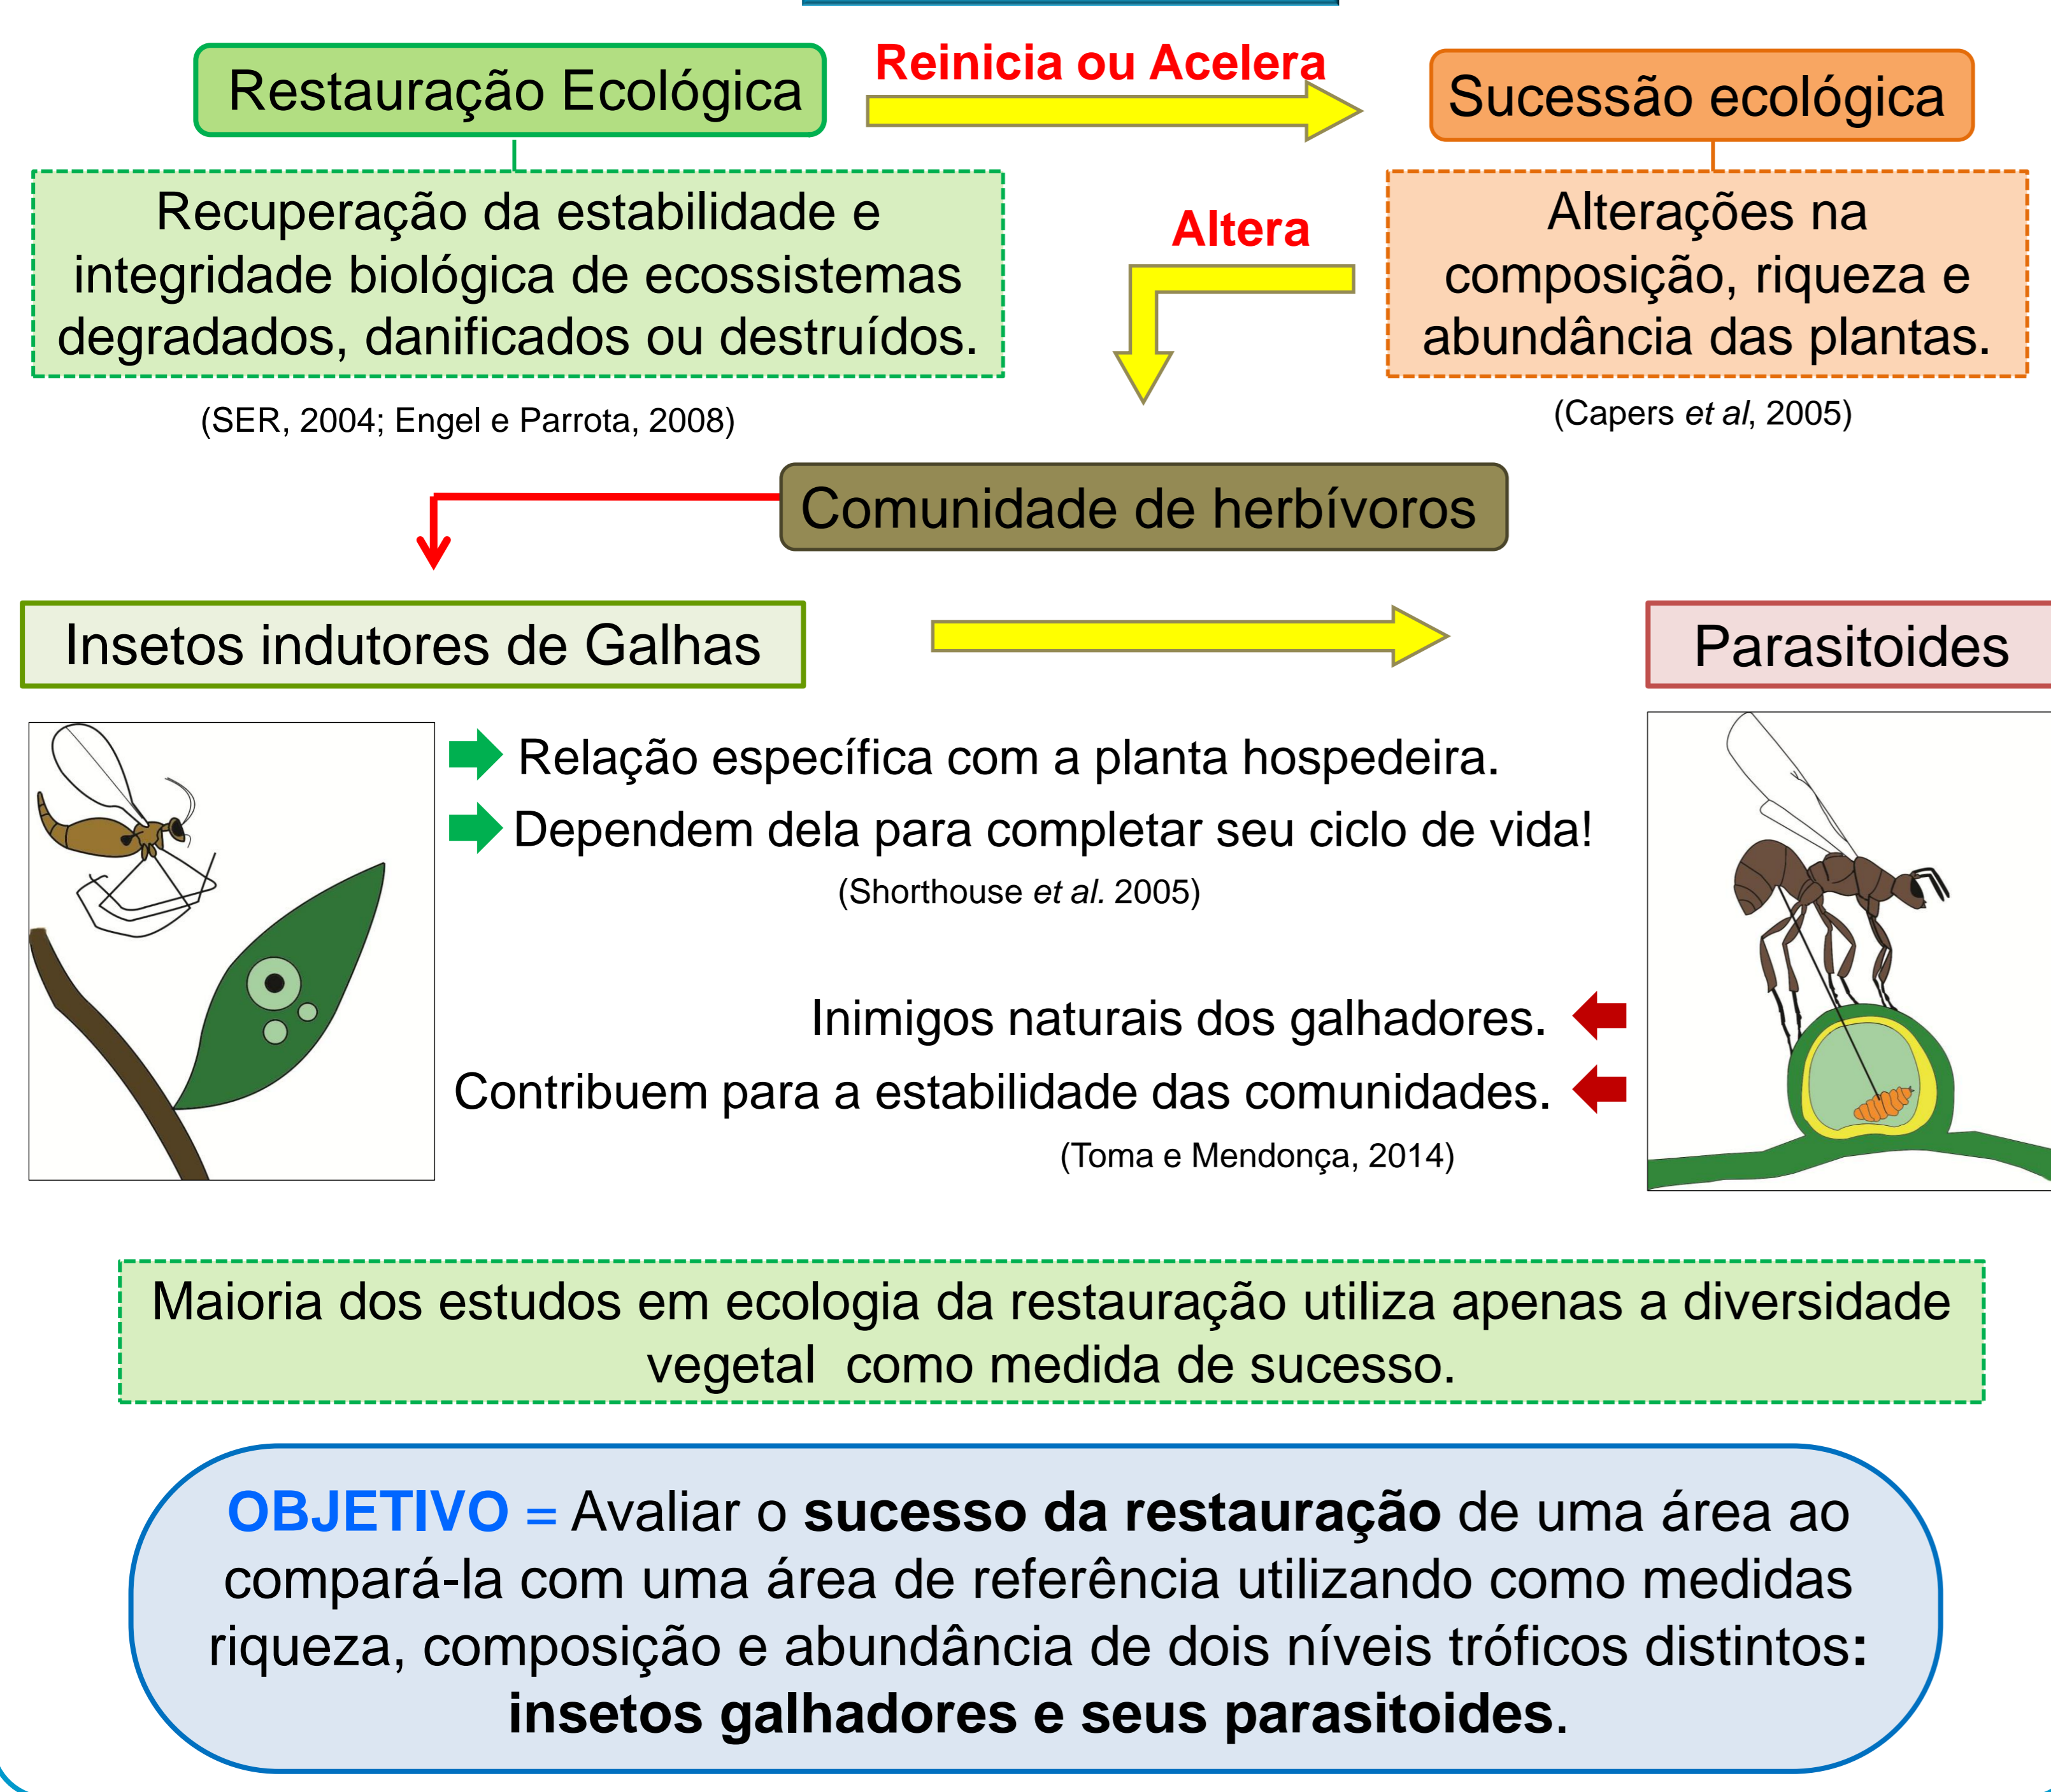 Restauração Ecológica
Reinicia ou Acelera
Sucessão ecológica
Recuperação da estabilidade e
integridade biológica de ecossistemas
degradados, danificados ou destruídos.
(SER, 2004; Engel e Parrota, 2008)
Altera
Alterações na
composição, riqueza e
abundância das plantas.
(Capers et al, 2005)
Comunidade de herbívoros
Insetos indutores de Galhas
Parasitoides
Relação específica com a planta hospedeira.
Dependem dela para completar seu ciclo de vida!
(Shorthouse et al. 2005)
Inimigos naturais dos galhadores.
Contribuem para a estabilidade das comunidades.
(Toma e Mendonça, 2014)
Maioria dos estudos em ecologia da restauração utiliza apenas a diversidade
vegetal como medida de sucesso.
OBJETIVO = Avaliar o sucesso da restauração de uma área ao
compará-la com uma área de referência utilizando como medidas
riqueza, composição e abundância de dois níveis tróficos distintos:
insetos galhadores e seus parasitoides.